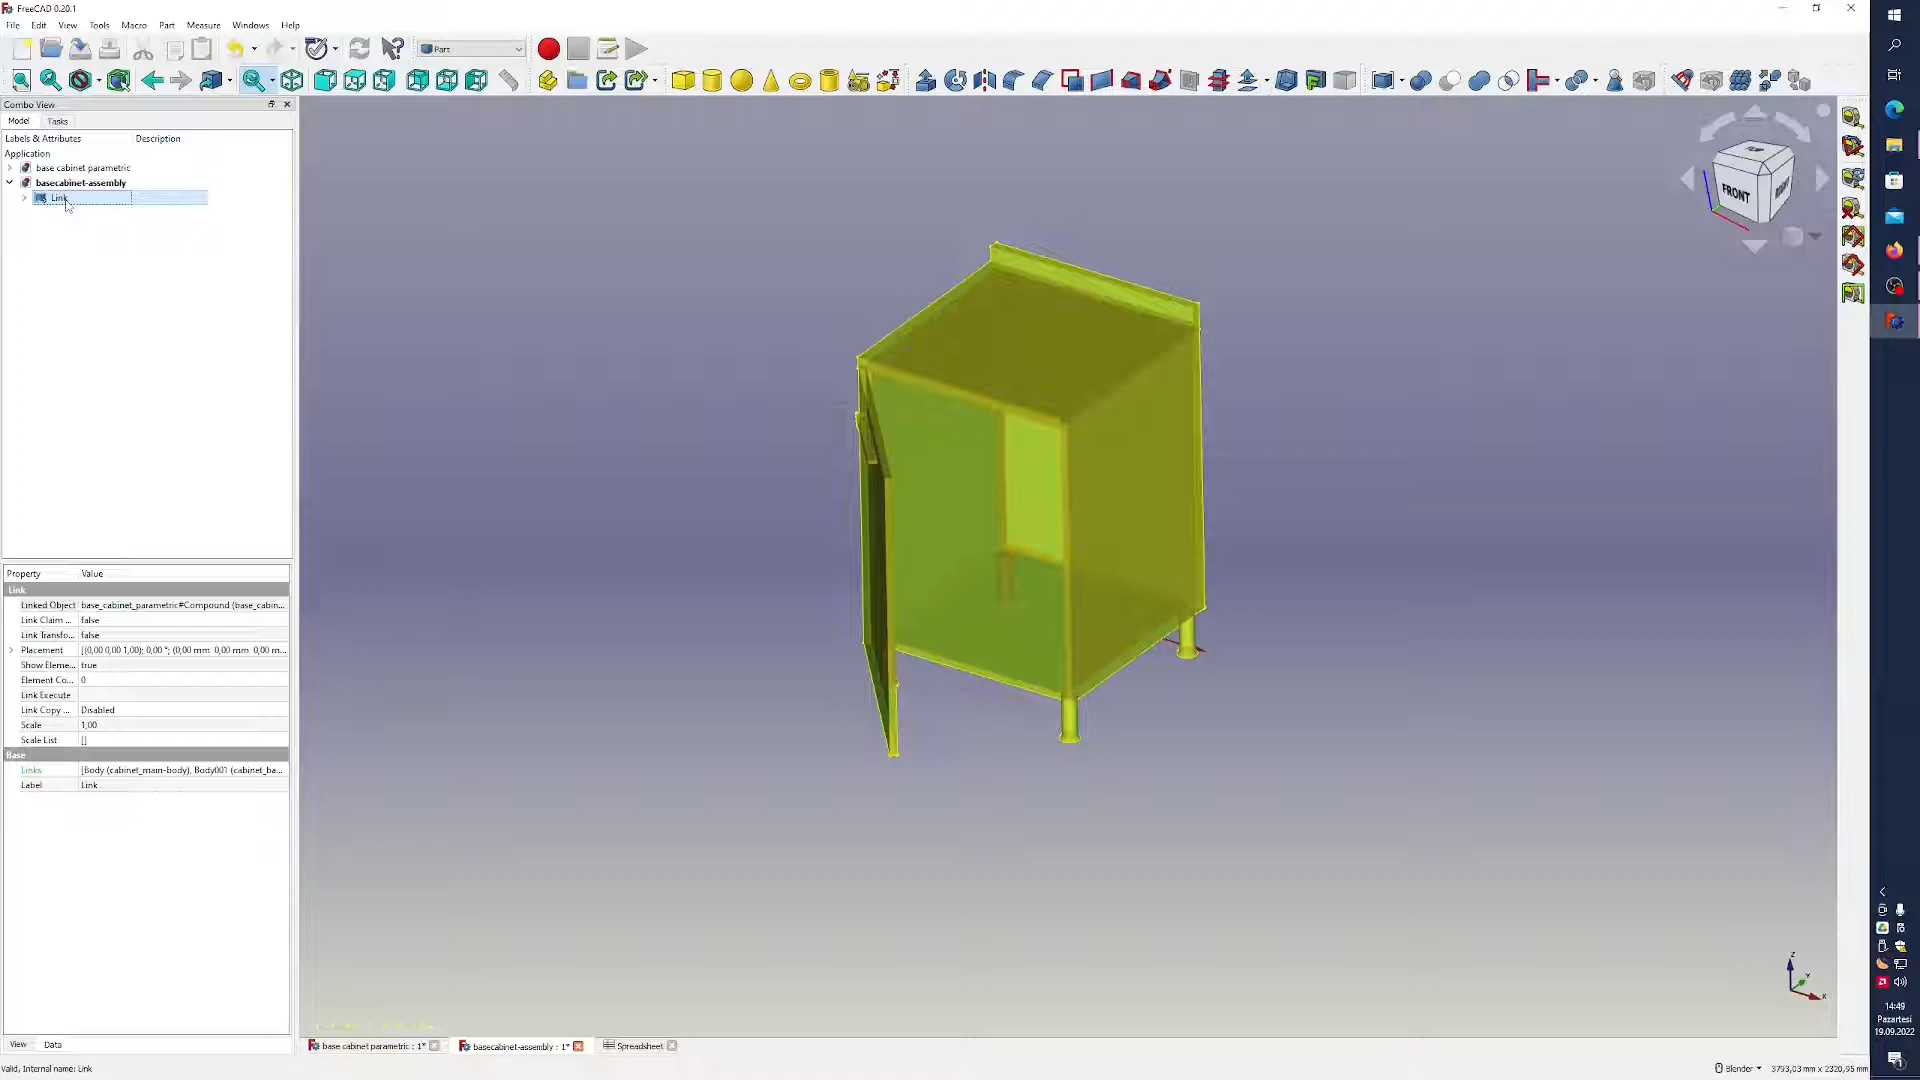 FreeCAD 0.20.1
File Edit View Tools Macro Part Measure Windows Help
Part
Combo View
Model Tasks
Labels & Attributes Description
Application
base cabinet parametric
basecabinet-assembly
Link
TOP
FRONT
RIGHT
Property Value
Link
Linked Object base_cabinet_parametric#Compound (base_cabin...
Link Claim ... false
Link Transfo... false
Placement [(0,00 0,00 1,00); 0,00 °; (0,00 mm 0,00 mm 0,00 m...
Show Eleme... true
Element Co... 0
Link Execute
Link Copy ... Disabled
Scale 1,00
Scale List []
Base
Links [Body (cabinet_main-body), Body001 (cabinet_ba...
Label Link
View Data
base cabinet parametric : 1*
basecabinet-assembly : 1*
Spreadsheet
Valid, Internal name: Link
Blender 3793,03 mm x 2320,95 mm
Z
Y
X
14:49
Pazartesi
19.09.2022